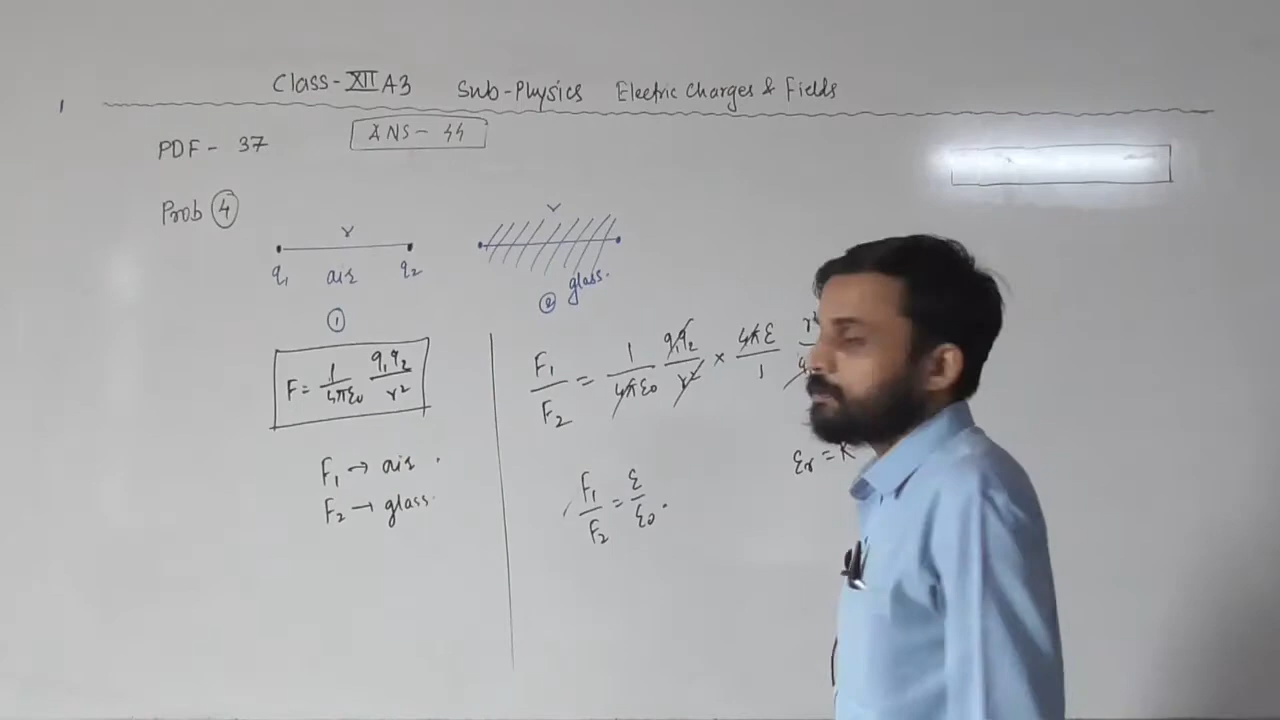 Class-XII A3 Sub-Physics Electric Charges & Fields
PDF - 37
ANS - 44
Prob 4
r
q₁ air q₂
①
r
glass.
②
F = 1/4πε₀ q₁q₂/r²
F₁ → air .
F₂ → glass.
F₁/F₂ = 1/4πε₀ q₁q₂/r² × 4πε/1
F₁/F₂ = ε/ε₀.
εᵣ = K